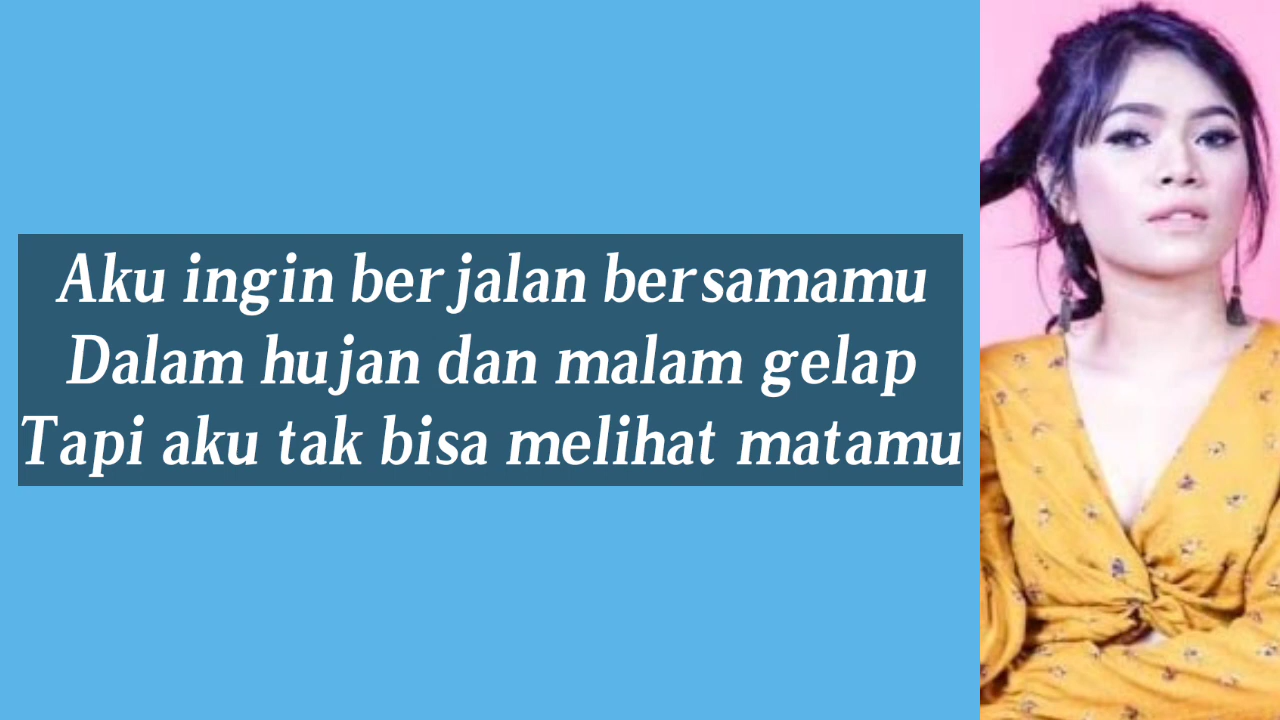 Aku ingin berjalan bersamamu
Dalam hujan dan malam gelap
Tapi aku tak bisa melihat matamu